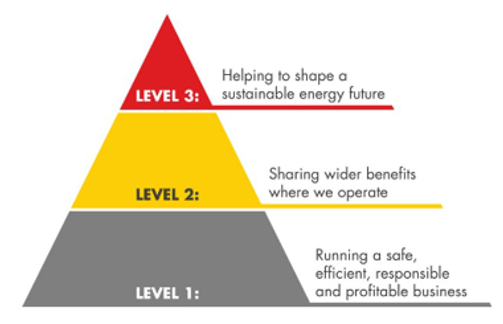 Helping to shape a
sustainable energy future
LEVEL 3:
Sharing wider benefits
where we operate
LEVEL 2:
Running a safe,
efficient, responsible
and profitable business
LEVEL 1: